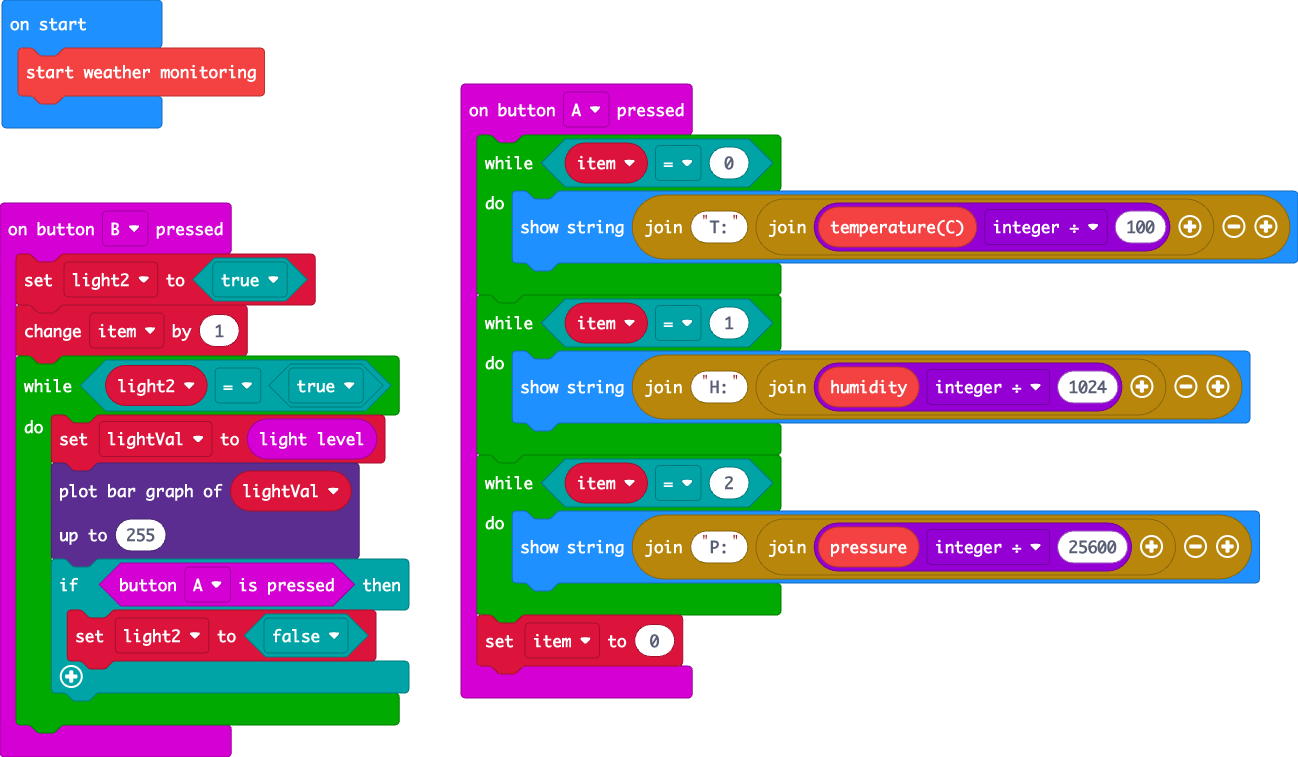 on start
start weather monitoring
on button B pressed
set light2 to true
change item by 1
while light2 = true
do
set lightVal to light level
plot bar graph of lightVal
up to 255
if button A is pressed then
set light2 to false
on button A pressed
while item = 0
do
show string join "T: " join temperature(C) integer ÷ 100
while item = 1
do
show string join "H: " join humidity integer ÷ 1024
while item = 2
do
show string join "P: " join pressure integer ÷ 25600
set item to 0